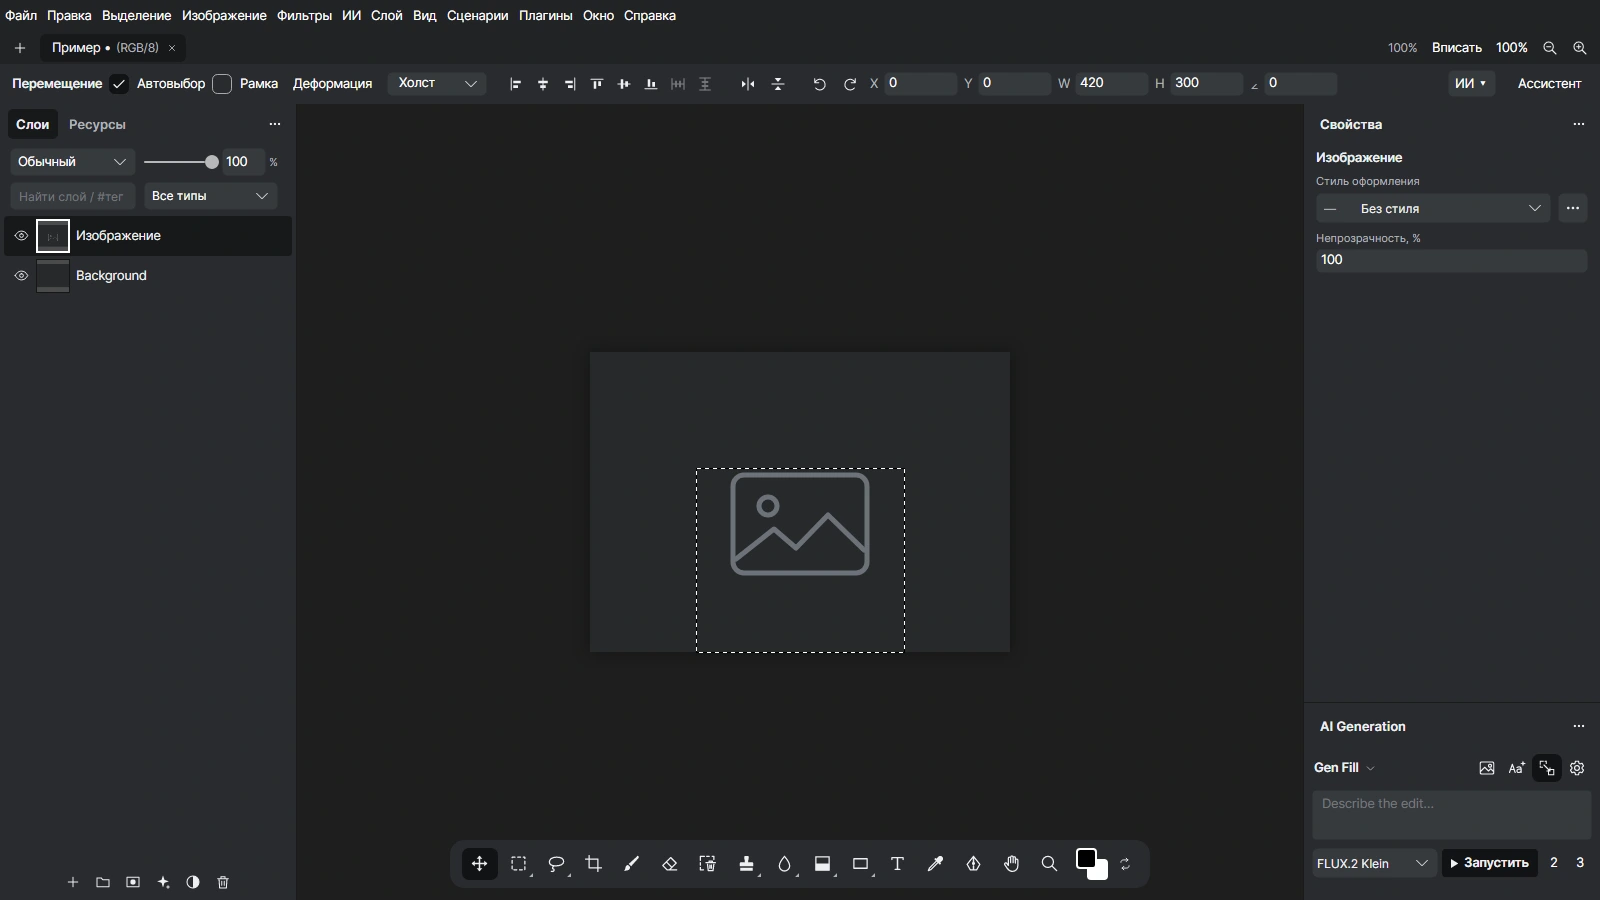 Файл Правка Выделение Изображение Фильтры ИИ Слой Вид Сценарии Плагины Окно Справка
Пример • (RGB/8) × 100% Вписать 100%
Перемещение Автовыбор Рамка Деформация Холст X 0 Y 0 W 420 H 300 0 ИИ Ассистент
Слои Ресурсы
Обычный 100 %
Найти слой / #тег Все типы
Изображение
Background
Свойства
Изображение
Стиль оформления
— Без стиля
Непрозрачность, %
100
AI Generation
Gen Fill Aa+
Describe the edit...
FLUX.2 Klein Запустить 2 3
T